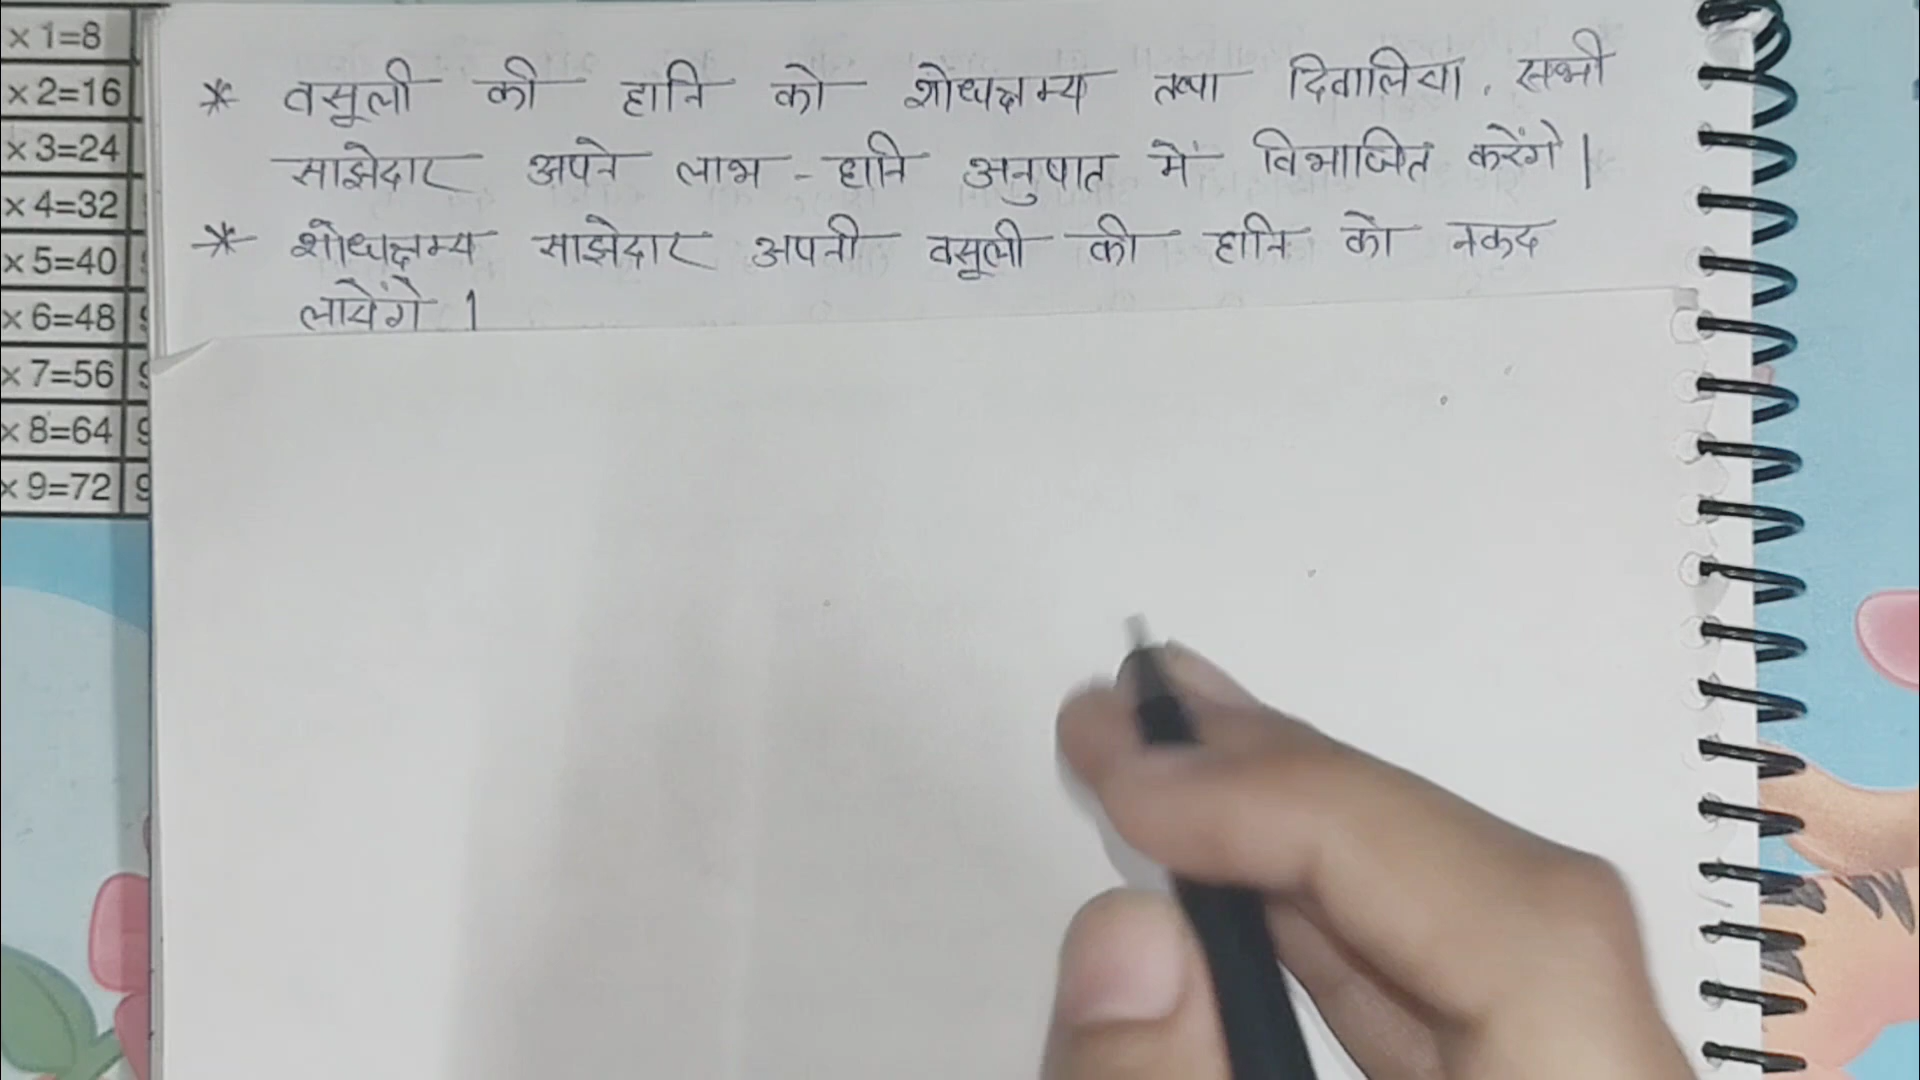 × 1=8
× 2=16
× 3=24
× 4=32
× 5=40
× 6=48
× 7=56
× 8=64
× 9=72
* वसूली की हानि को शोधक्षम्य तथा दिवालिया, सभी
साझेदार अपने लाभ - हानि अनुपात में विभाजित करेंगे |
* शोधक्षम्य साझेदार अपनी वसूली की हानि को नकद
लायेंगे |